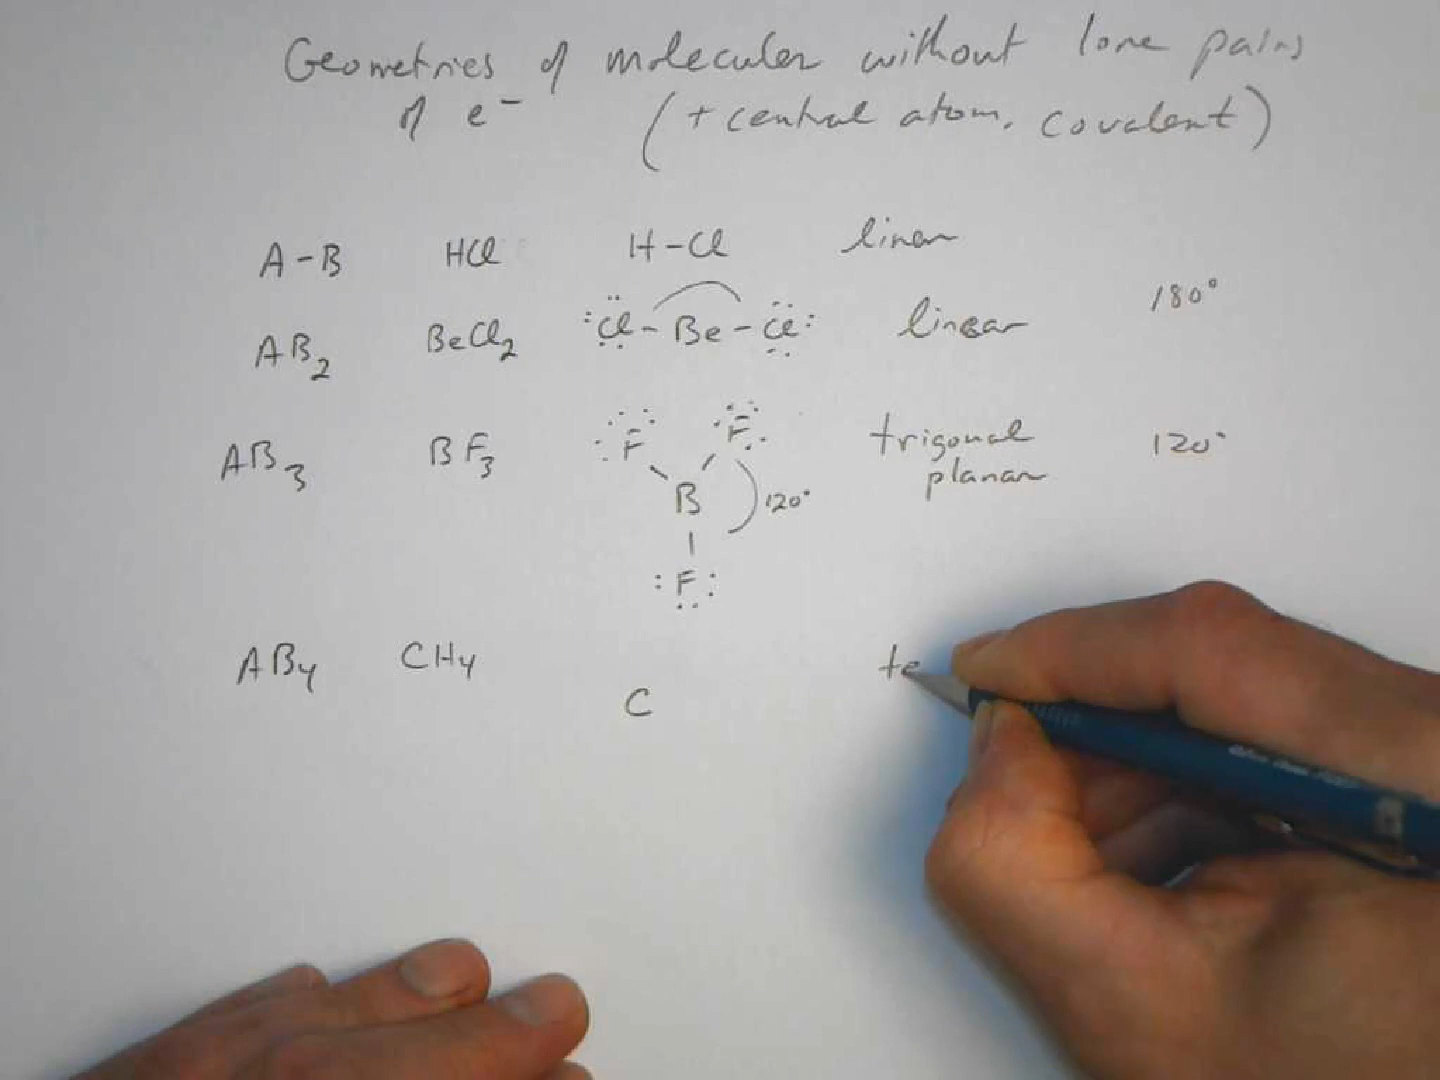 Geometries of molecules without lone pairs
of e⁻ (+ central atom, covalent)
A-B HCl H-Cl linear
AB₂ BeCl₂ :Cl-Be-Cl: linear 180°
AB₃ BF₃ F F trigonal planar 120°
B 120°
F
AB₄ CH₄ C te